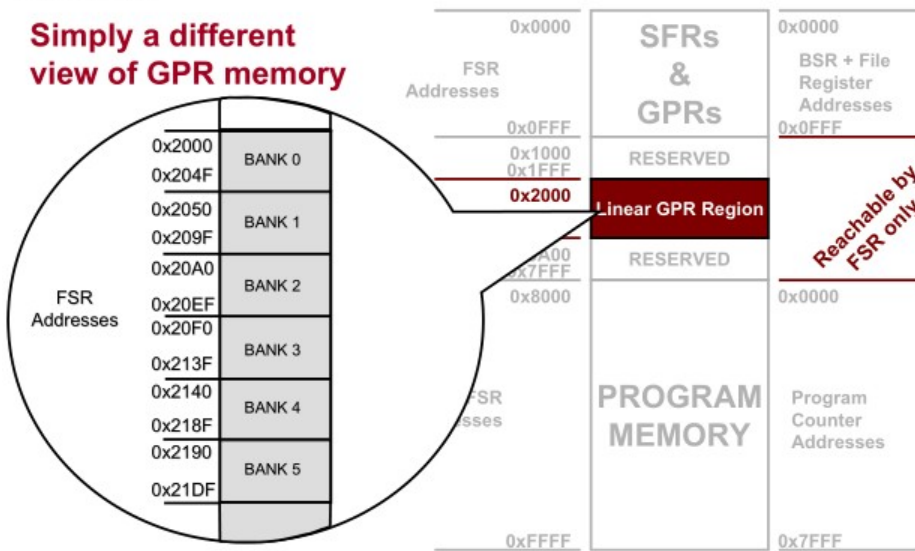 Simply a different
view of GPR memory
0x2000
0x204F
BANK 0
0x2050
0x209F
BANK 1
0x20A0
0x20EF
BANK 2
0x20F0
0x213F
BANK 3
0x2140
0x218F
BANK 4
0x2190
0x21DF
BANK 5
FSR
Addresses
0x0000
FSR
Addresses
0x0FFF
0x1000
0x1FFF
0x2000
0x7FFF
0x8000
FSR
0xFFFF
SFRs
&
GPRs
RESERVED
Linear GPR Region
RESERVED
PROGRAM
MEMORY
0x0000
BSR + File
Register
Addresses
0x0FFF
Reachable by
FSR only
0x0000
Program
Counter
Addresses
0x7FFF